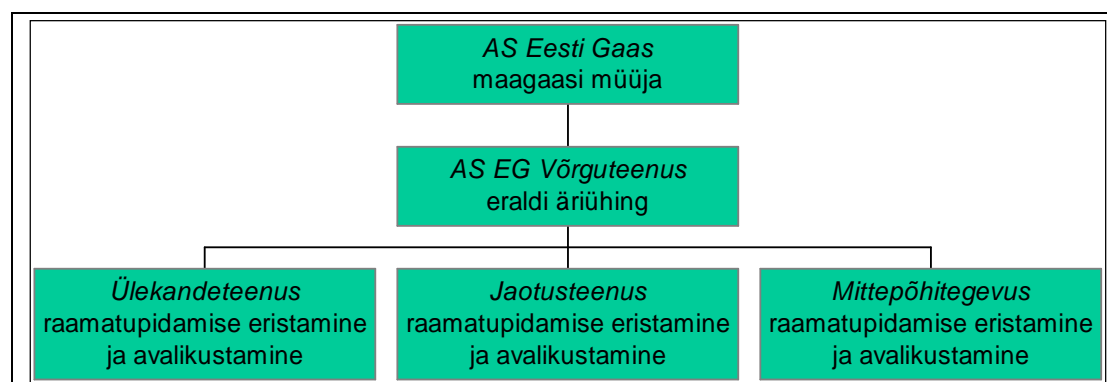 AS Eesti Gaas
maagaasi müüja
AS EG Võrguteenus
eraldi äriühing
Ülekandeteenus
raamatupidamise eristamine
ja avalikustamine
Jaotusteenus
raamatupidamise eristamine
ja avalikustamine
Mittepõhitegevus
raamatupidamise eristamine
ja avalikustamine